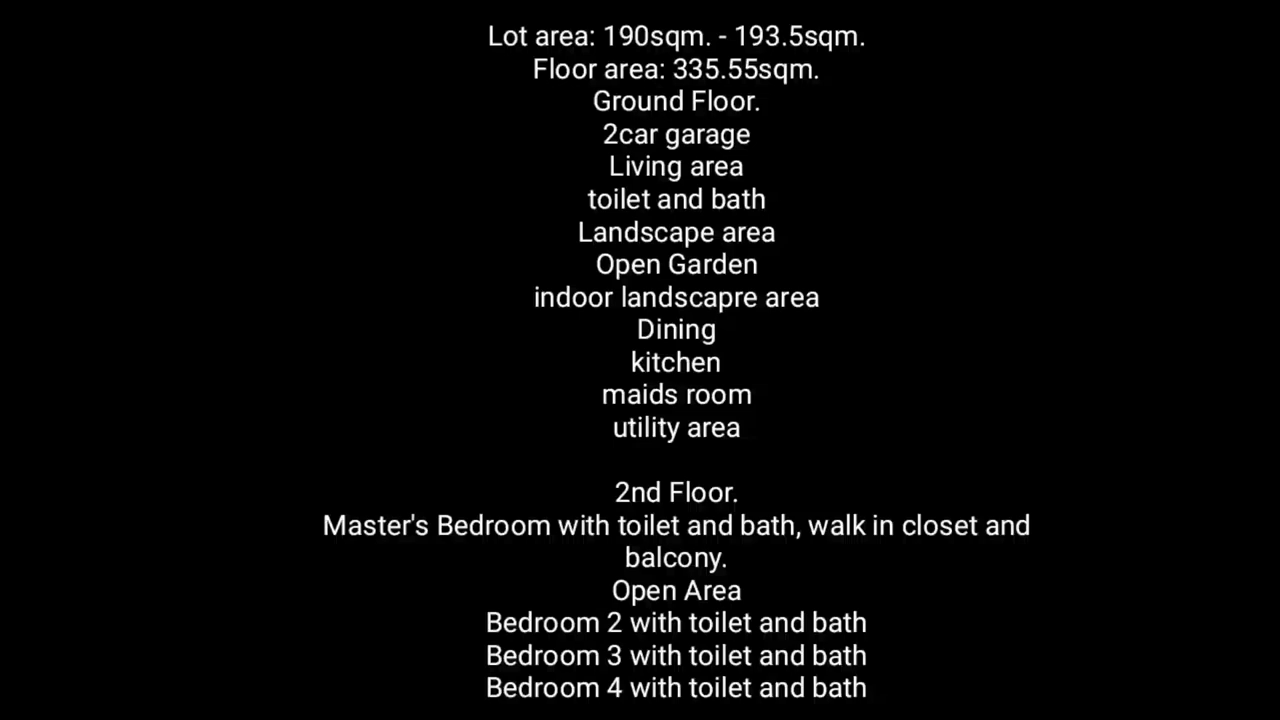 Lot area: 190sqm. - 193.5sqm.
Floor area: 335.55sqm.
Ground Floor.
2car garage
Living area
toilet and bath
Landscape area
Open Garden
indoor landscapre area
Dining
kitchen
maids room
utility area
2nd Floor.
Master's Bedroom with toilet and bath, walk in closet and
balcony.
Open Area
Bedroom 2 with toilet and bath
Bedroom 3 with toilet and bath
Bedroom 4 with toilet and bath